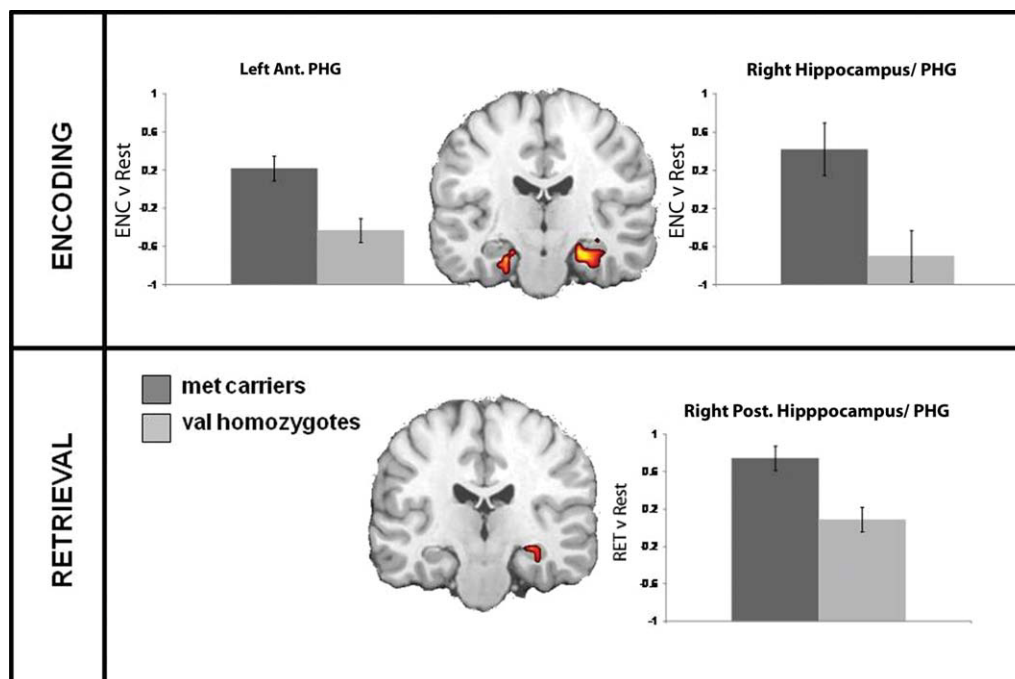 ENCODING
Left Ant. PHG
ENC v Rest
1
0.6
0.2
-0.2
-0.6
-1
Right Hippocampus/ PHG
ENC v Rest
1
0.6
0.2
-0.2
-0.6
-1
RETRIEVAL
met carriers
val homozygotes
Right Post. Hipppocampus/ PHG
RET v Rest
1
0.6
0.2
-0.2
-0.6
-1